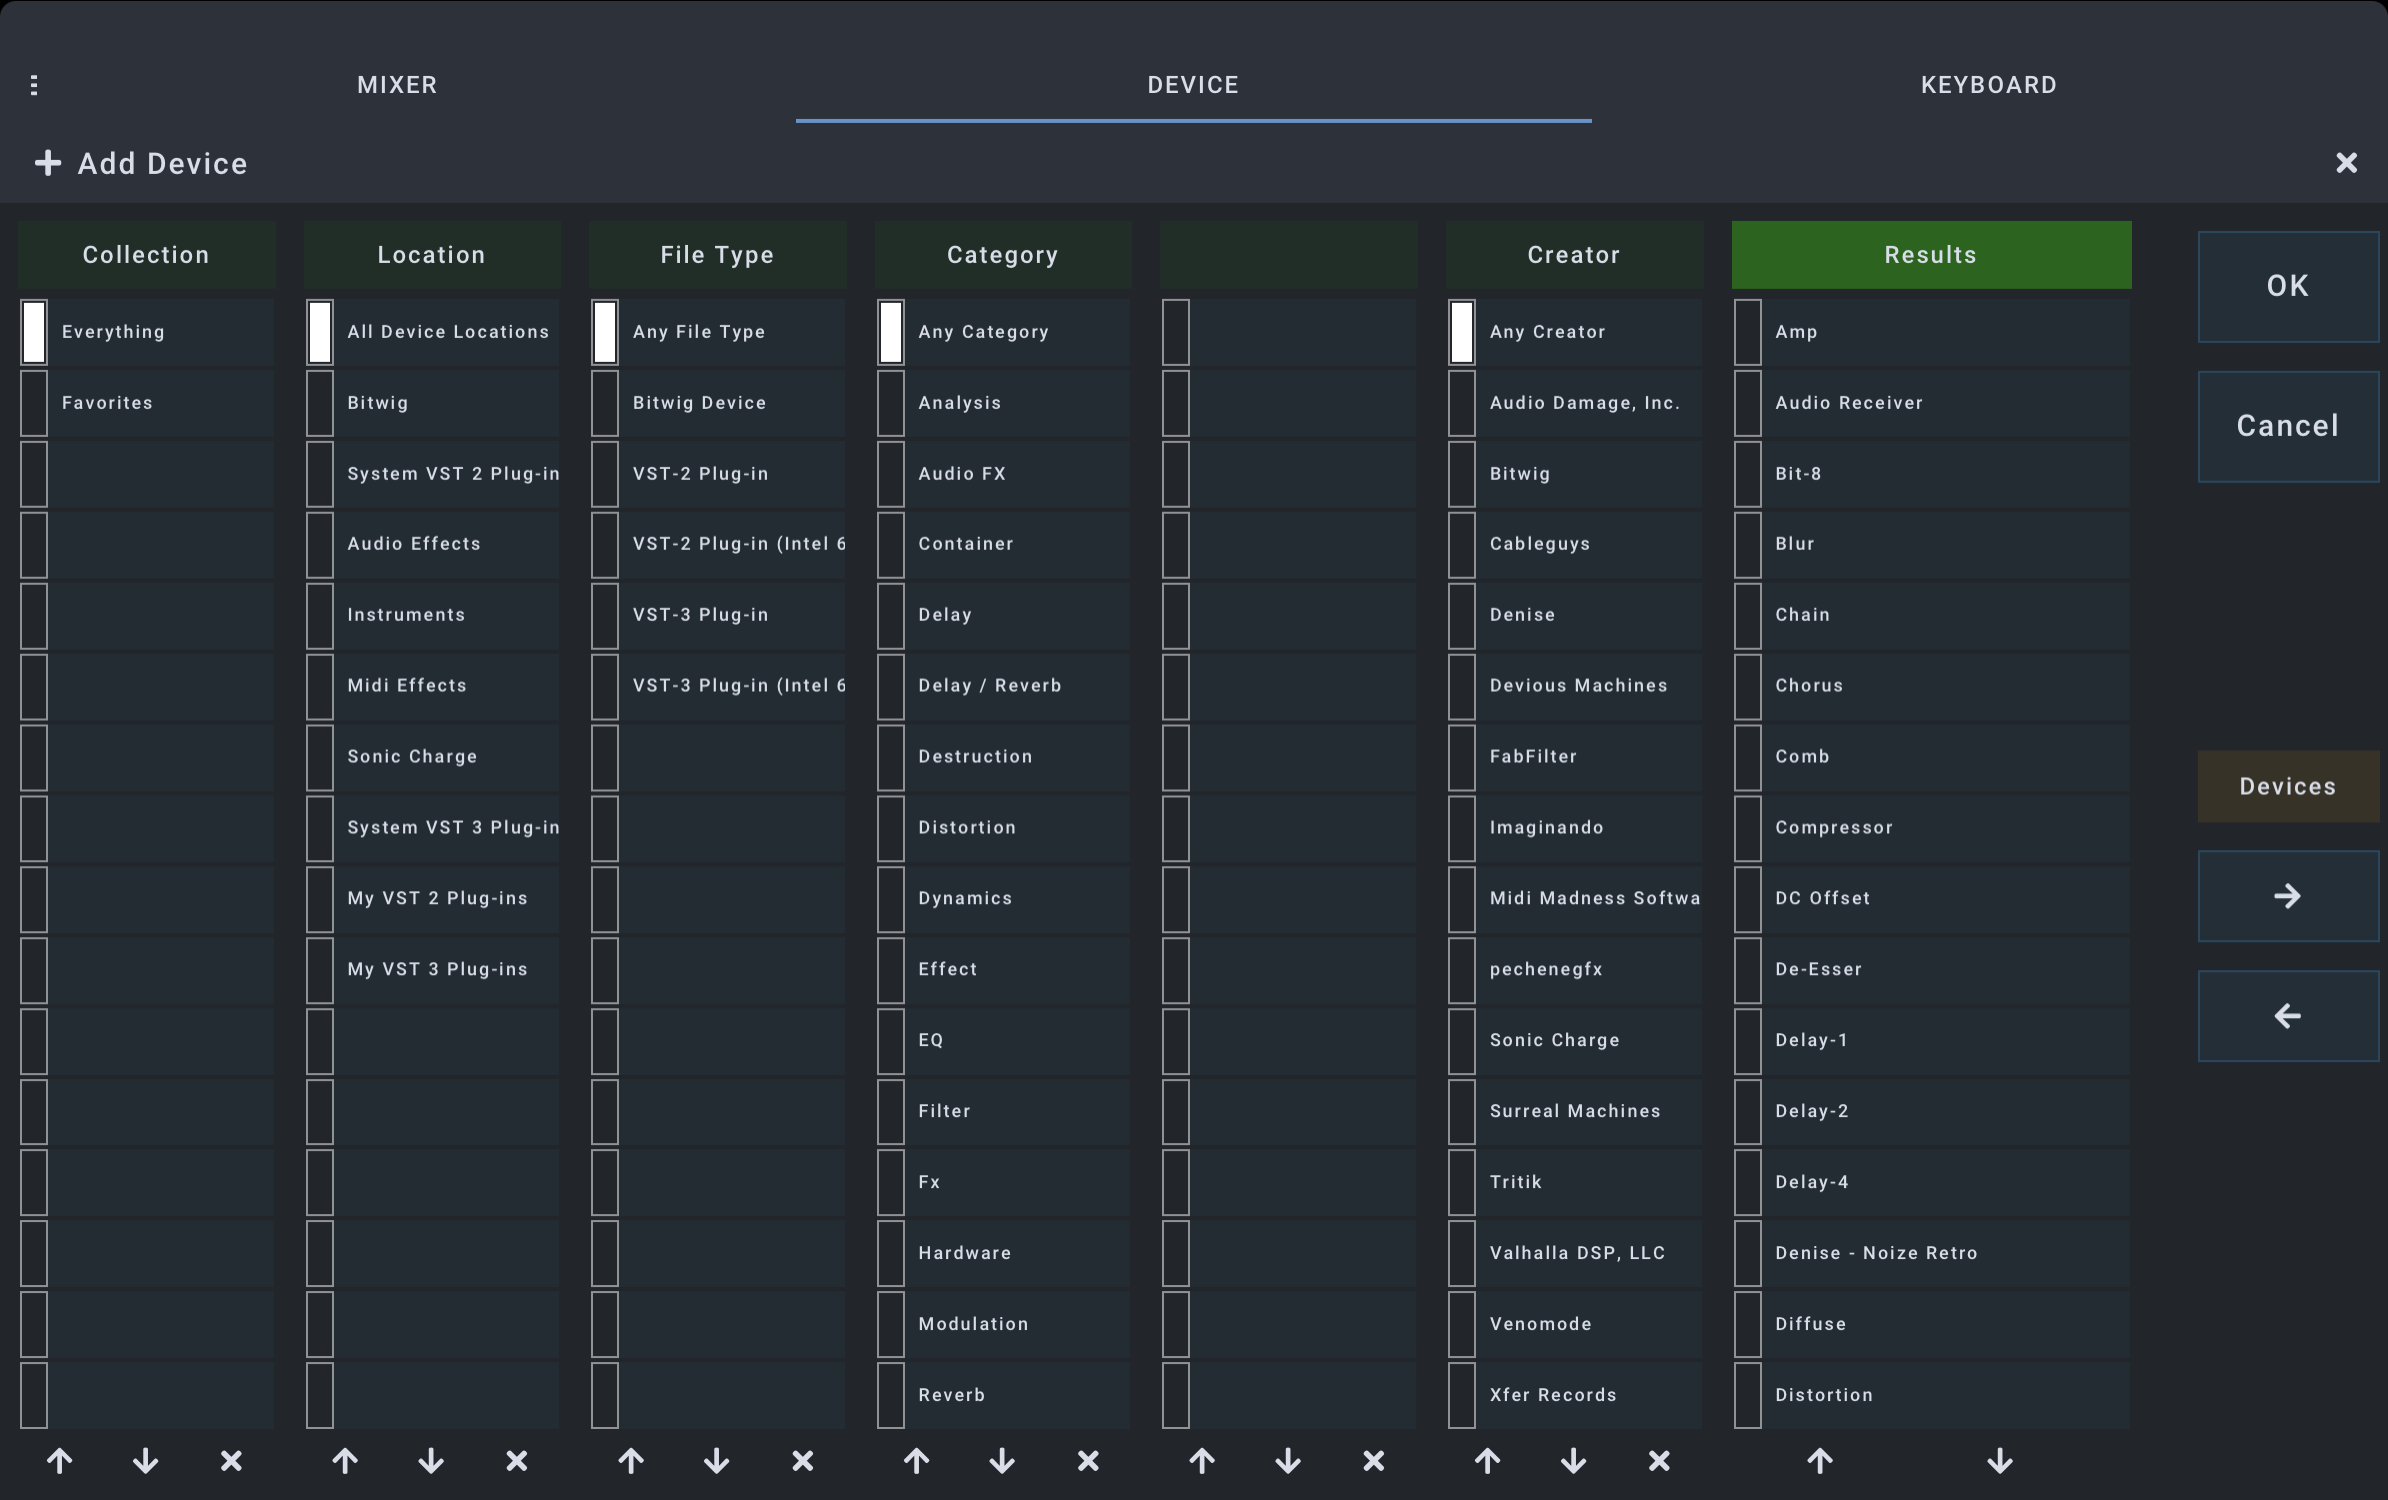 MIXER
DEVICE
KEYBOARD
Add Device
Collection
Everything
Favorites
Location
All Device Locations
Bitwig
System VST 2 Plug-in
Audio Effects
Instruments
Midi Effects
Sonic Charge
System VST 3 Plug-in
My VST 2 Plug-ins
My VST 3 Plug-ins
File Type
Any File Type
Bitwig Device
VST-2 Plug-in
VST-2 Plug-in (Intel 6
VST-3 Plug-in
VST-3 Plug-in (Intel 6
Category
Any Category
Analysis
Audio FX
Container
Delay
Delay / Reverb
Destruction
Distortion
Dynamics
Effect
EQ
Filter
Fx
Hardware
Modulation
Reverb
Creator
Any Creator
Audio Damage, Inc.
Bitwig
Cableguys
Denise
Devious Machines
FabFilter
Imaginando
Midi Madness Softwa
pechenegfx
Sonic Charge
Surreal Machines
Tritik
Valhalla DSP, LLC
Venomode
Xfer Records
Results
Amp
Audio Receiver
Bit-8
Blur
Chain
Chorus
Comb
Compressor
DC Offset
De-Esser
Delay-1
Delay-2
Delay-4
Denise - Noize Retro
Diffuse
Distortion
OK
Cancel
Devices